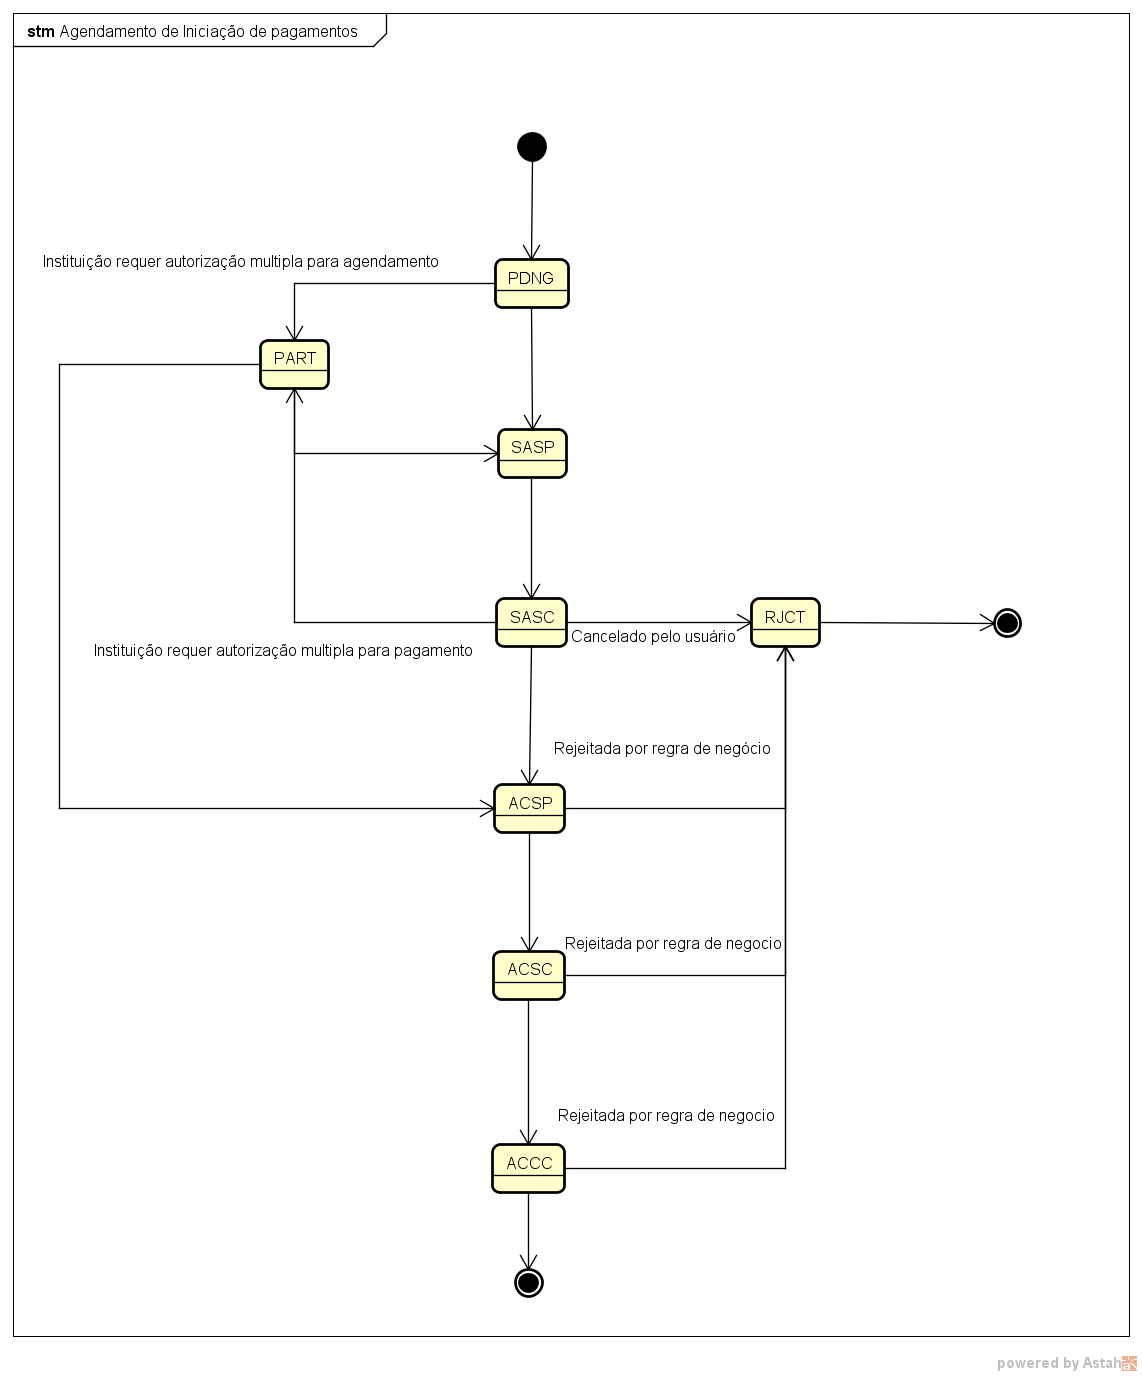 stm Agendamento de Iniciação de pagamentos
Instituição requer autorização multipla para agendamento
PDNG
PART
SASP
SASC
RJCT
Cancelado pelo usuário
Instituição requer autorização multipla para pagamento
Rejeitada por regra de negócio
ACSP
Rejeitada por regra de negocio
ACSC
Rejeitada por regra de negocio
ACCC
powered by Astah